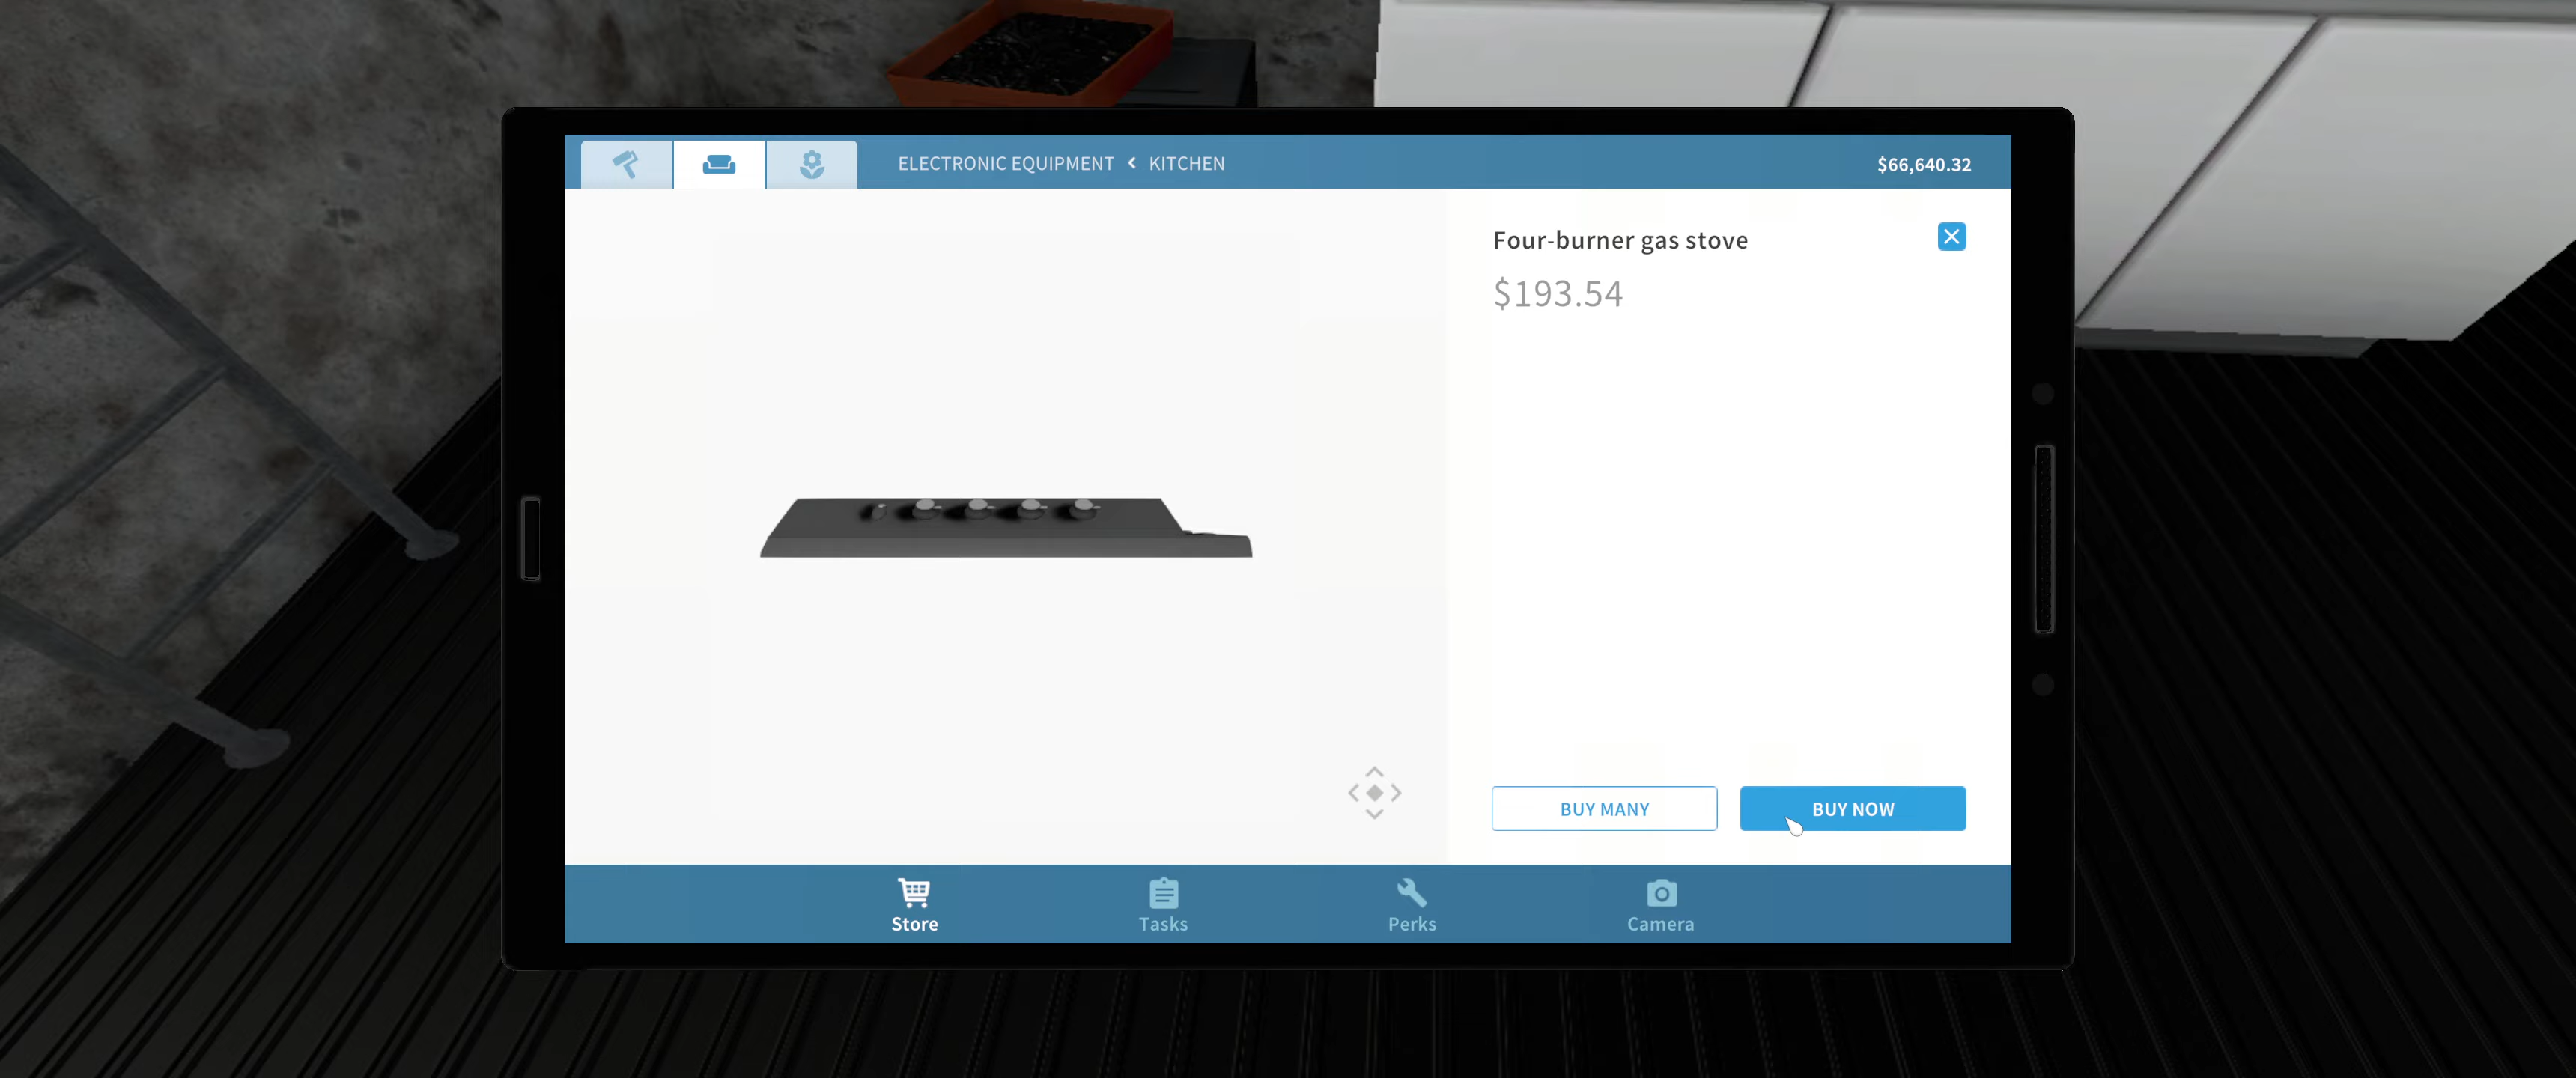 ELECTRONIC EQUIPMENT < KITCHEN
$66,640.32
Four-burner gas stove
$193.54
BUY MANY
BUY NOW
Store
Tasks
Perks
Camera